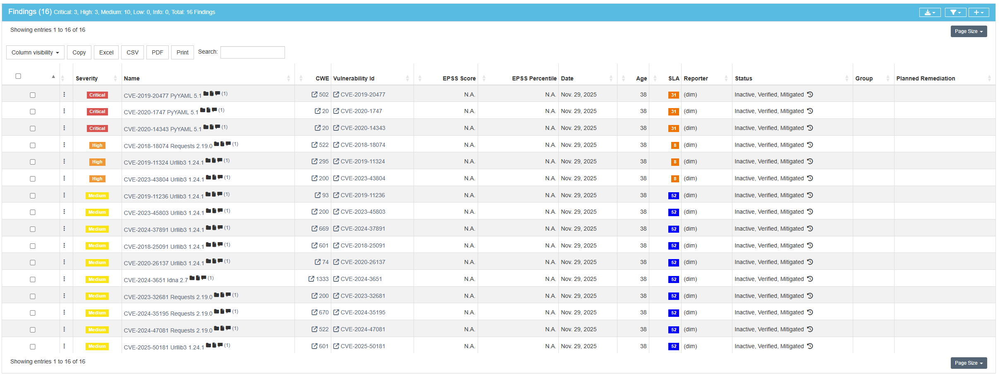 Findings (16) Critical: 3, High: 3, Medium: 10, Low: 0, Info: 0, Total: 16 Findings
Showing entries 1 to 16 of 16
Page Size
Column visibility Copy Excel CSV PDF Print Search:
Severity Name CWE Vulnerability Id EPSS Score EPSS Percentile Date Age SLA Reporter Status Group Planned Remediation
Critical CVE-2019-20477 PyYAML 5.1 (1) 502 CVE-2019-20477 N.A. N.A. Nov. 29, 2025 38 31 (dim) Inactive, Verified, Mitigated
Critical CVE-2020-1747 PyYAML 5.1 (1) 20 CVE-2020-1747 N.A. N.A. Nov. 29, 2025 38 31 (dim) Inactive, Verified, Mitigated
Critical CVE-2020-14343 PyYAML 5.1 (1) 20 CVE-2020-14343 N.A. N.A. Nov. 29, 2025 38 31 (dim) Inactive, Verified, Mitigated
High CVE-2018-18074 Requests 2.19.0 (1) 522 CVE-2018-18074 N.A. N.A. Nov. 29, 2025 38 8 (dim) Inactive, Verified, Mitigated
High CVE-2019-11324 Urllib3 1.24.1 (1) 295 CVE-2019-11324 N.A. N.A. Nov. 29, 2025 38 8 (dim) Inactive, Verified, Mitigated
High CVE-2023-43804 Urllib3 1.24.1 (1) 200 CVE-2023-43804 N.A. N.A. Nov. 29, 2025 38 8 (dim) Inactive, Verified, Mitigated
Medium CVE-2019-11236 Urllib3 1.24.1 (1) 93 CVE-2019-11236 N.A. N.A. Nov. 29, 2025 38 52 (dim) Inactive, Verified, Mitigated
Medium CVE-2023-45803 Urllib3 1.24.1 (1) 200 CVE-2023-45803 N.A. N.A. Nov. 29, 2025 38 52 (dim) Inactive, Verified, Mitigated
Medium CVE-2024-37891 Urllib3 1.24.1 (1) 669 CVE-2024-37891 N.A. N.A. Nov. 29, 2025 38 52 (dim) Inactive, Verified, Mitigated
Medium CVE-2018-25091 Urllib3 1.24.1 (1) 601 CVE-2018-25091 N.A. N.A. Nov. 29, 2025 38 52 (dim) Inactive, Verified, Mitigated
Medium CVE-2020-26137 Urllib3 1.24.1 (1) 74 CVE-2020-26137 N.A. N.A. Nov. 29, 2025 38 52 (dim) Inactive, Verified, Mitigated
Medium CVE-2024-3651 Idna 2.7 (1) 1333 CVE-2024-3651 N.A. N.A. Nov. 29, 2025 38 52 (dim) Inactive, Verified, Mitigated
Medium CVE-2023-32681 Requests 2.19.0 (1) 200 CVE-2023-32681 N.A. N.A. Nov. 29, 2025 38 52 (dim) Inactive, Verified, Mitigated
Medium CVE-2024-35195 Requests 2.19.0 (1) 670 CVE-2024-35195 N.A. N.A. Nov. 29, 2025 38 52 (dim) Inactive, Verified, Mitigated
Medium CVE-2024-47081 Requests 2.19.0 (1) 522 CVE-2024-47081 N.A. N.A. Nov. 29, 2025 38 52 (dim) Inactive, Verified, Mitigated
Medium CVE-2025-50181 Urllib3 1.24.1 (1) 601 CVE-2025-50181 N.A. N.A. Nov. 29, 2025 38 52 (dim) Inactive, Verified, Mitigated
Showing entries 1 to 16 of 16
Page Size